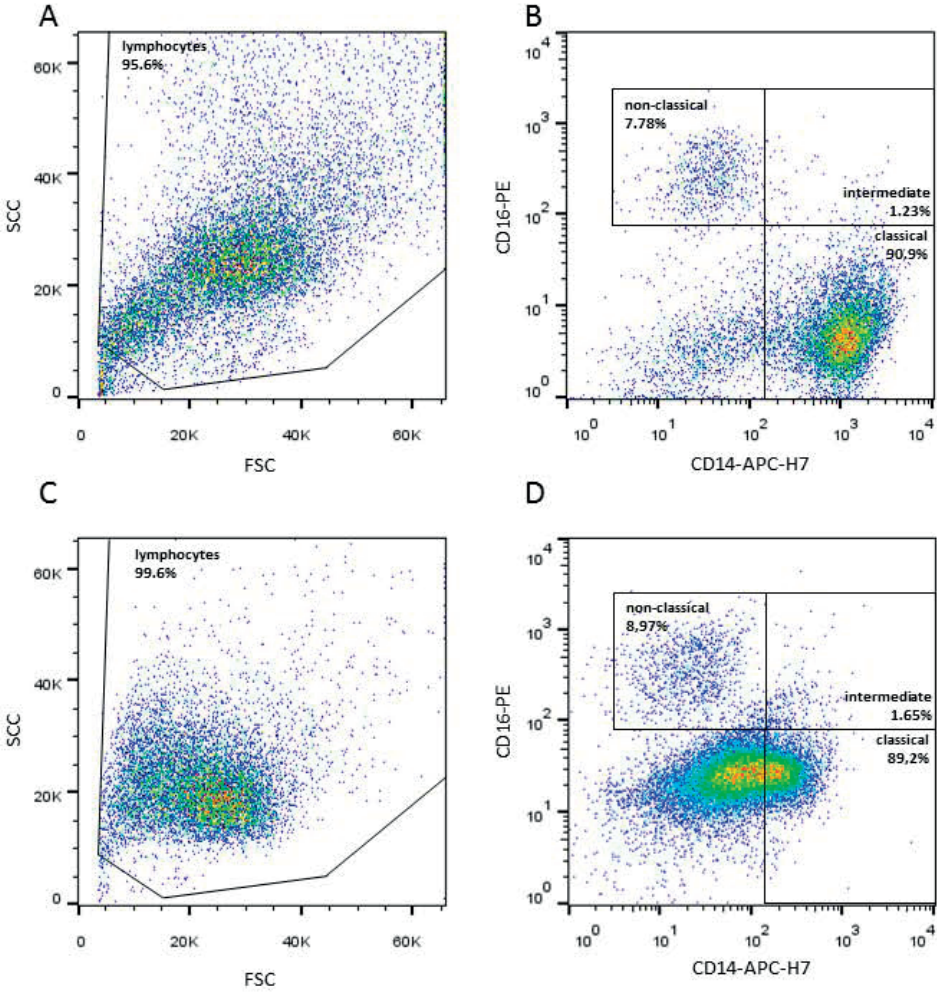 A
lymphocytes
95.6%
60K
40K
20K
0
SCC
0 20K 40K 60K
FSC
B
10^4
10^3
10^2
10^1
10^0
CD16-PE
non-classical
7.78%
intermediate
1.23%
classical
90.9%
10^0 10^1 10^2 10^3 10^4
CD14-APC-H7
C
lymphocytes
99.6%
60K
40K
20K
0
SCC
0 20K 40K 60K
FSC
D
10^4
10^3
10^2
10^1
10^0
CD16-PE
non-classical
8,97%
intermediate
1.65%
classical
89,2%
10^0 10^1 10^2 10^3 10^4
CD14-APC-H7